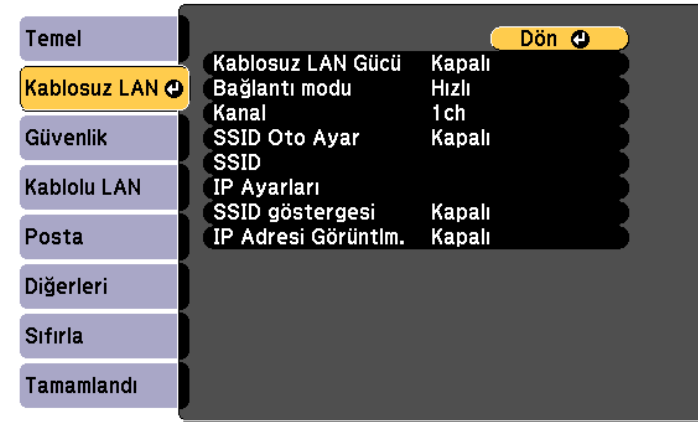 Temel
Kablosuz LAN
Güvenlik
Kablolu LAN
Posta
Diğerleri
Sıfırla
Tamamlandı
Dön
Kablosuz LAN Gücü Kapalı
Bağlantı modu Hızlı
Kanal 1ch
SSID Oto Ayar Kapalı
SSID
IP Ayarları
SSID göstergesi Kapalı
IP Adresi Görüntlm. Kapalı